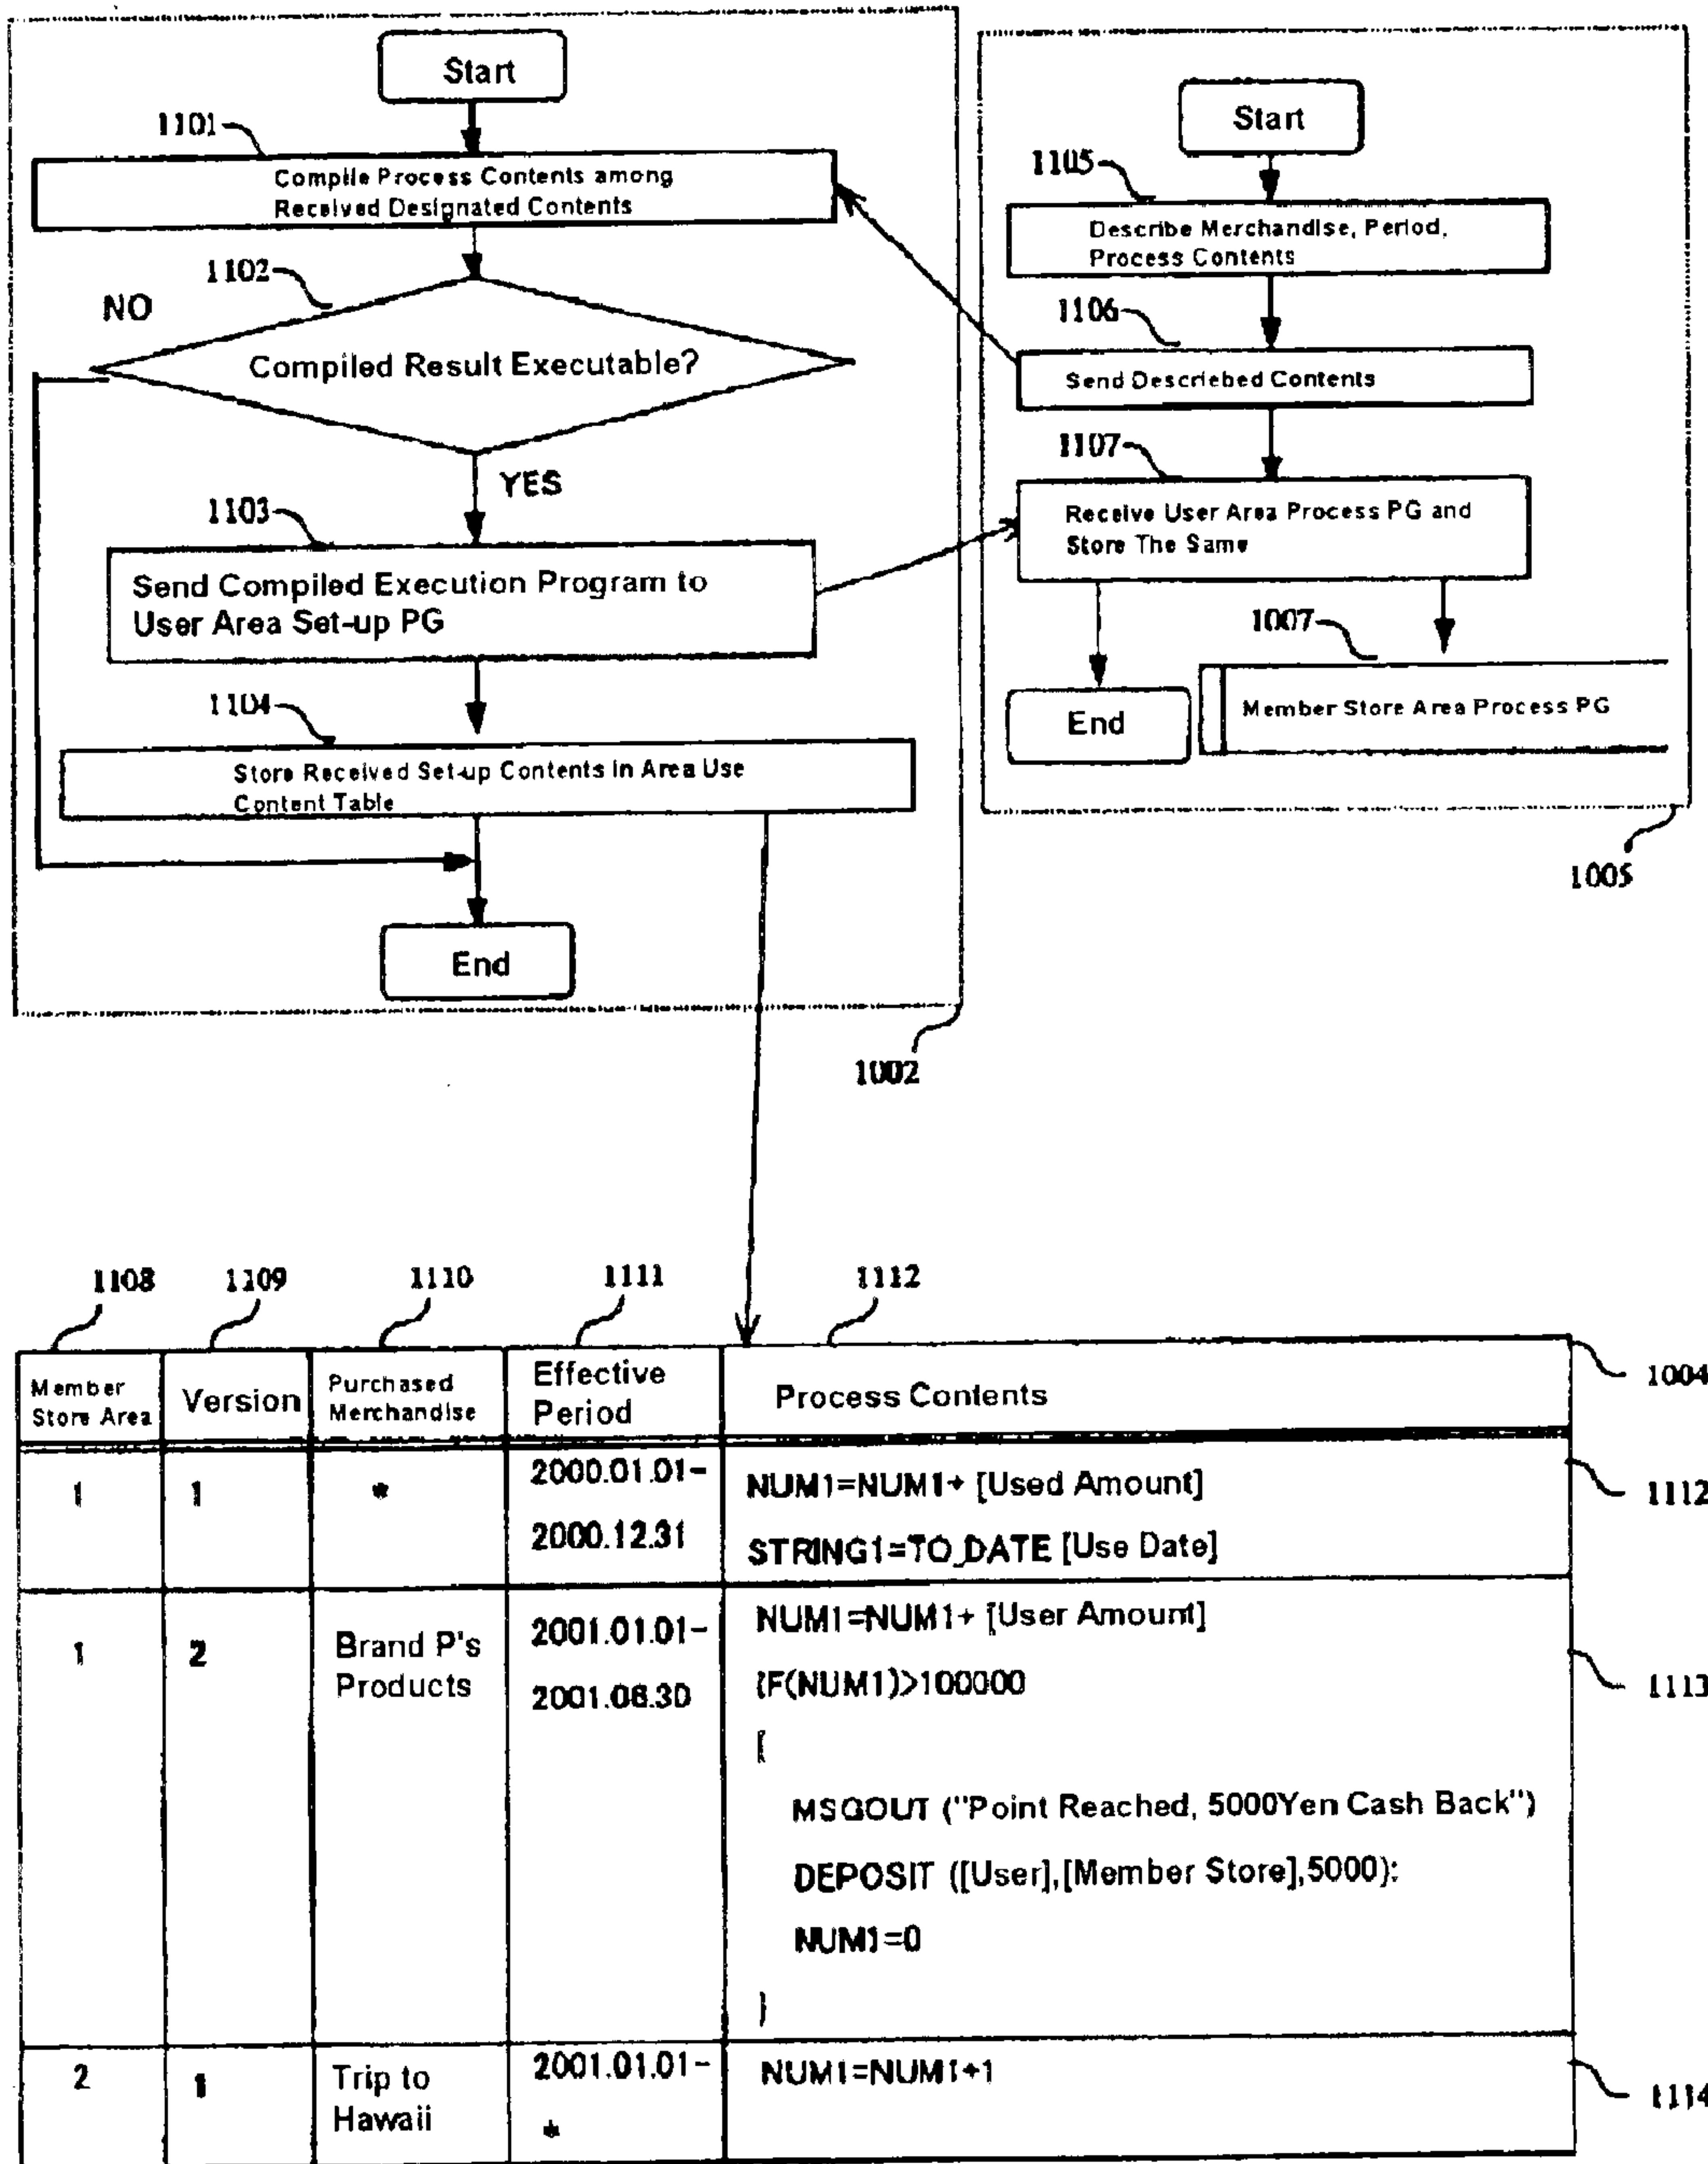 Start
1101
Compile Process Contents among
Received Designated Contents
1102
NO
Compiled Result Executable?
YES
1103
Send Compiled Execution Program to
User Area Set-up PG
1104
Store Received Set-up Contents in Area Use
Content Table
End
1002
Start
1105
Describe Merchandise, Period,
Process Contents
1106
Send Descriebed Contents
1107
Receive User Area Process PG and
Store The Same
1007
End
Member Store Area Process PG
1005
1108 1109 1110 1111 1112
Member
Store Area
Version
Purchased
Merchandise
Effective
Period
Process Contents
1004
1
1
*
2000.01.01-
2000.12.31
NUM1=NUM1+ [Used Amount]
STRING1=TO_DATE [Use Date]
1112
1
2
Brand P's
Products
2001.01.01-
2001.06.30
NUM1=NUM1+ [User Amount]
IF(NUM1)>100000
{
MSGOUT ("Point Reached, 5000Yen Cash Back")
DEPOSIT ([User],[Member Store],5000);
NUM1=0
}
1113
2
1
Trip to
Hawaii
2001.01.01-
*
NUM1=NUM1+1
1114